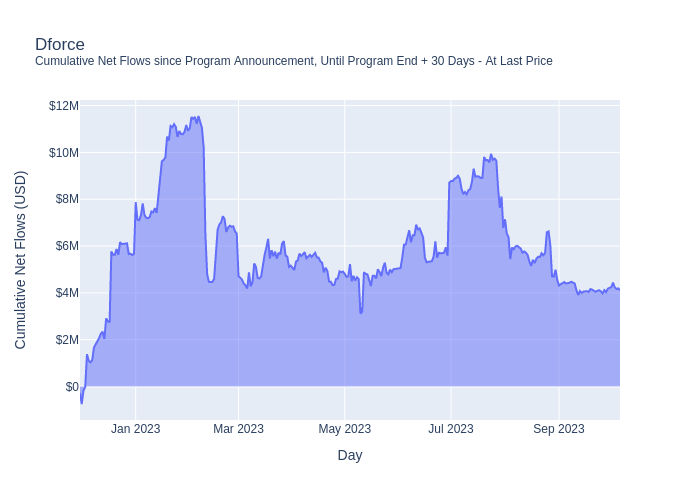 Dforce
Cumulative Net Flows since Program Announcement, Until Program End + 30 Days - At Last Price
Cumulative Net Flows (USD)
$12M
$10M
$8M
$6M
$4M
$2M
$0
Jan 2023
Mar 2023
May 2023
Jul 2023
Sep 2023
Day